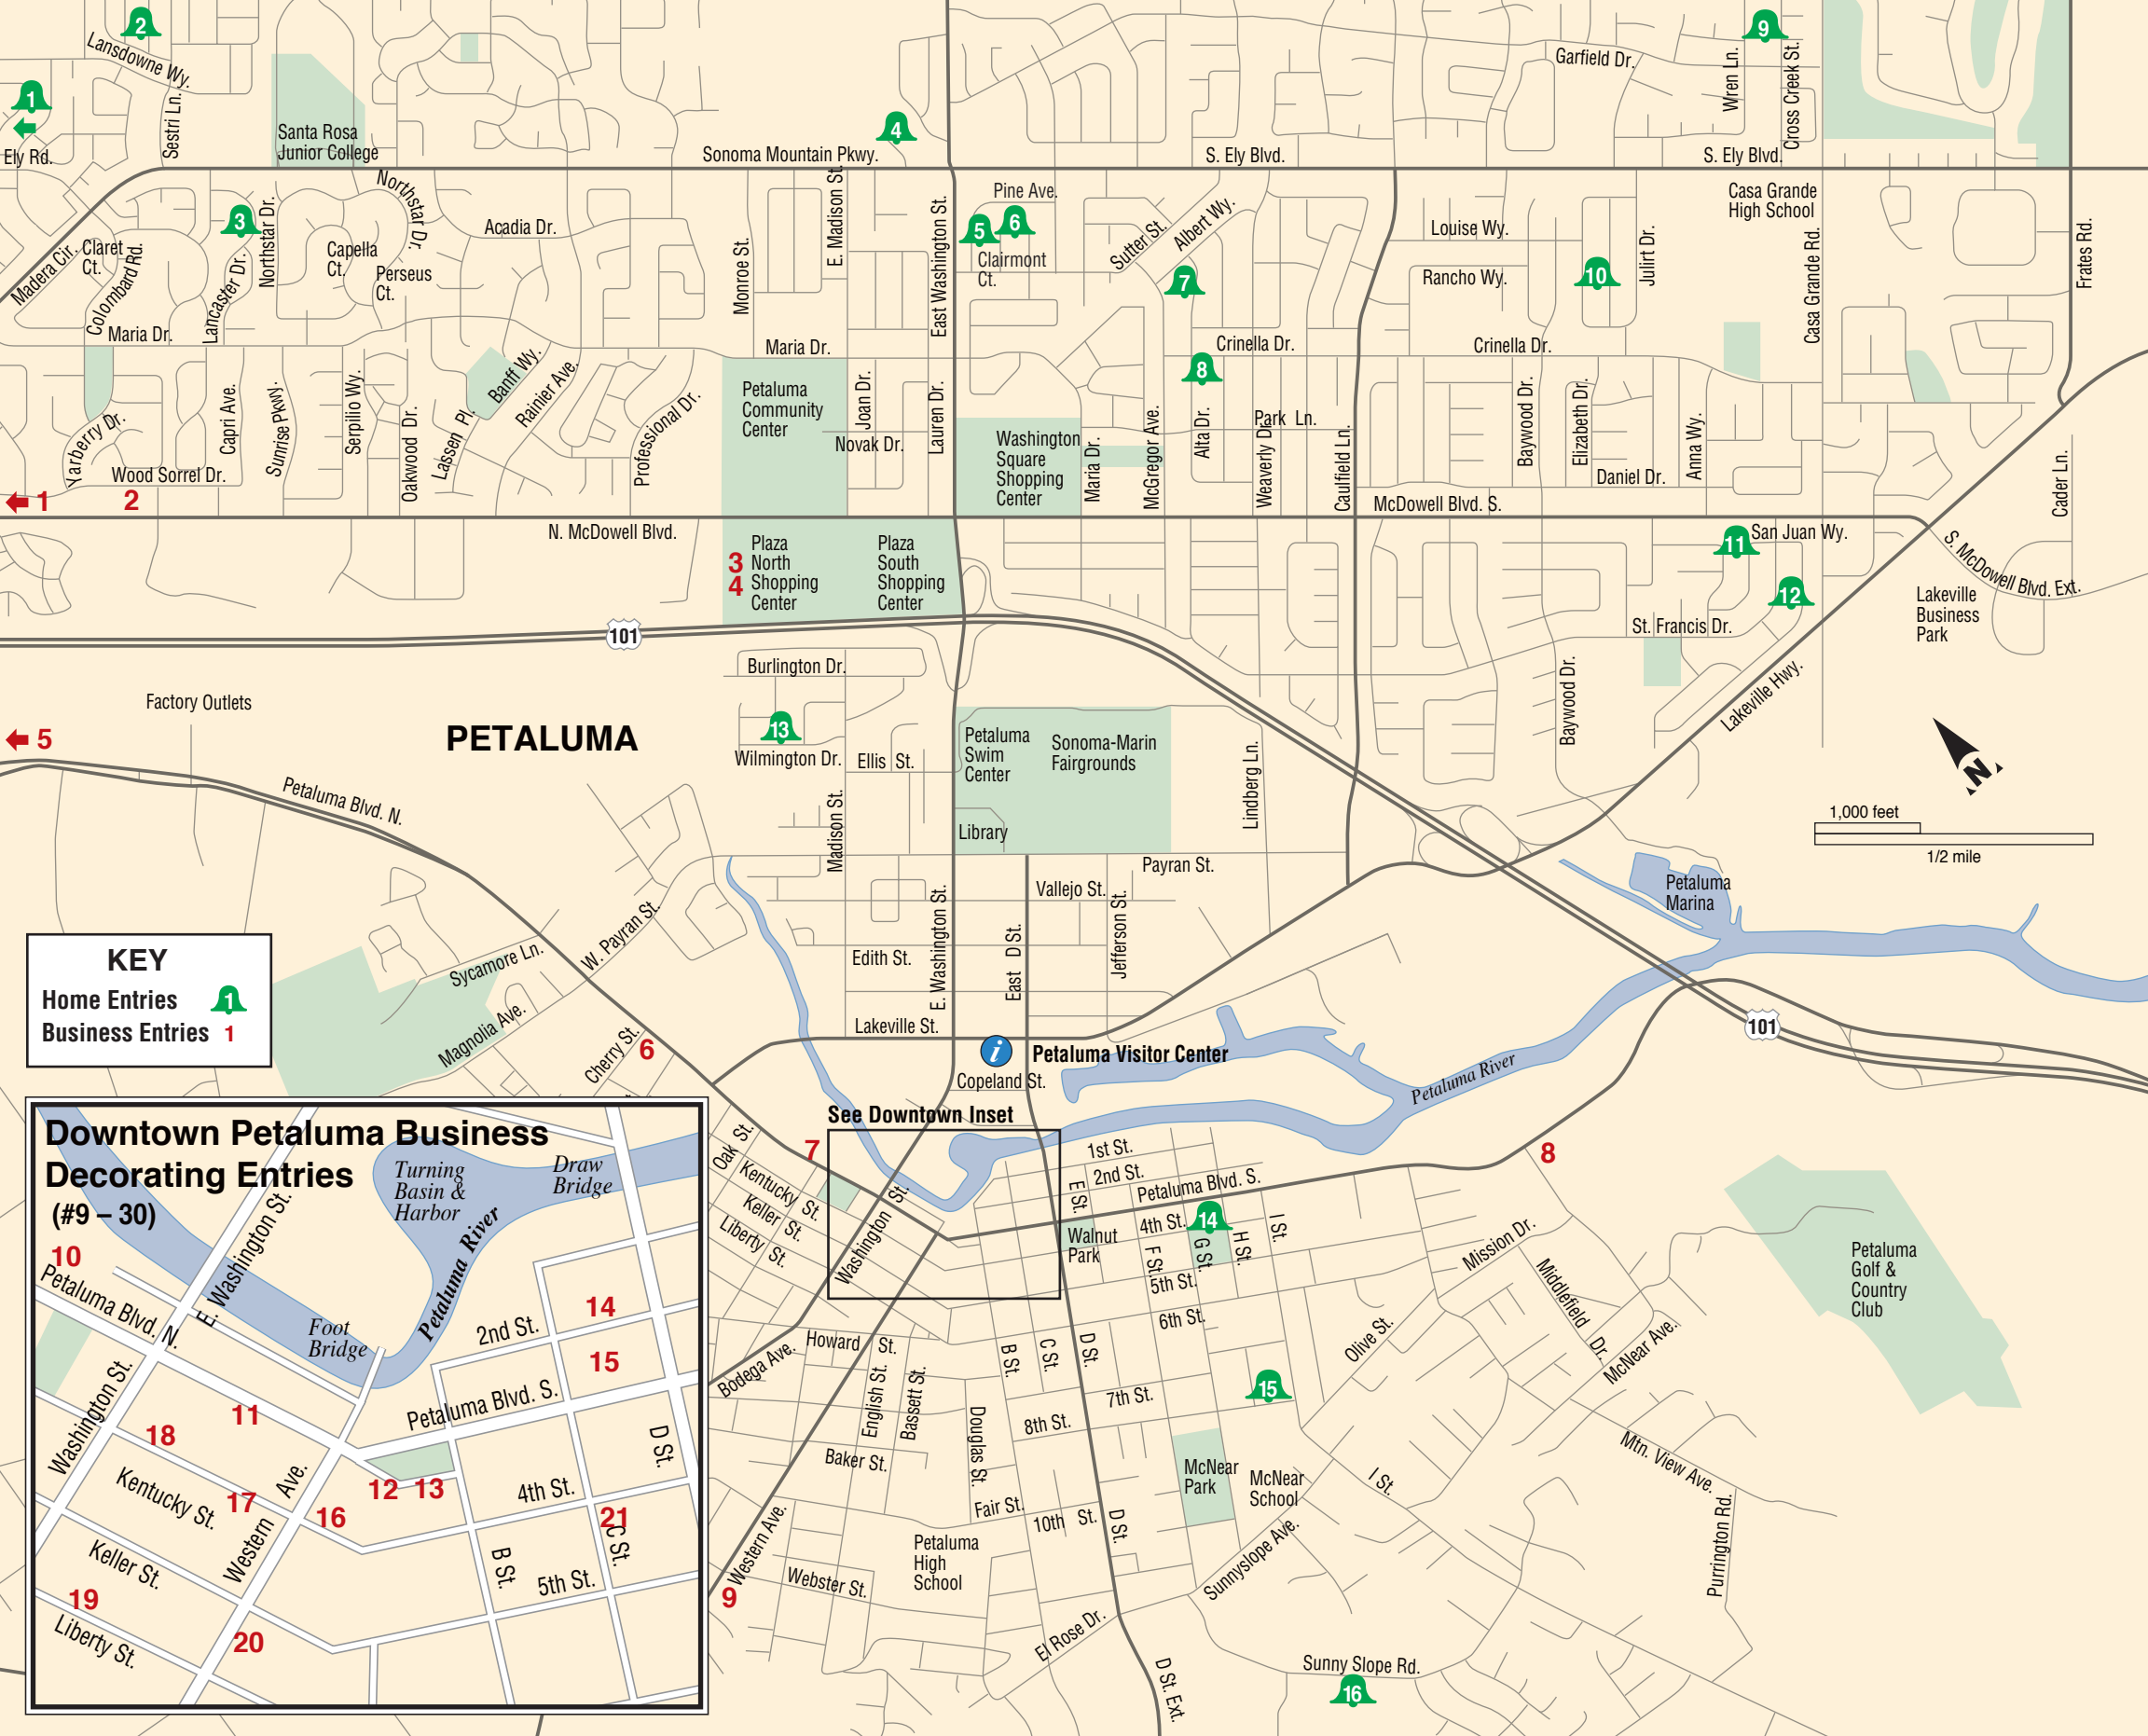 2
Lansdowne Wy.
1
Sestri Ln.
Ely Rd.
Santa Rosa
Junior College
4
Sonoma Mountain Pkwy.
9
Garfield Dr.
Wren Ln.
Cross Creek St.
S. Ely Blvd.
S. Ely Blvd.
3
Northstar Dr.
Northstar Dr.
Madera Cir.
Claret
Ct.
Colombard Rd.
Lancaster Dr.
Capella
Ct.
Perseus
Ct.
Acadia Dr.
Maria Dr.
Monroe St.
E. Madison St.
East Washington St.
Pine Ave.
5
6
Clairmont
Ct.
Sutter St.
Albert Wy.
7
Louise Wy.
Rancho Wy.
10
Julirt Dr.
Casa Grande
High School
Casa Grande Rd.
Frates Rd.
Maria Dr.
Crinella Dr.
Crinella Dr.
8
Yarberry Dr.
Capri Ave.
Sunrise Pkwy.
Serpilio Wy.
Oakwood Dr.
Lassen Pl.
Banff Wy.
Rainier Ave.
Professional Dr.
Petaluma
Community
Center
Joan Dr.
Novak Dr.
Lauren Dr.
Washington
Square
Shopping
Center
Maria Dr.
McGregor Ave.
Alta Dr.
Park Ln.
Weaverly Dr.
Caulfield Ln.
Baywood Dr.
Elizabeth Dr.
Daniel Dr.
Anna Wy.
Cader Ln.
Wood Sorrel Dr.
1
2
N. McDowell Blvd.
McDowell Blvd. S.
3
4
Plaza
North
Shopping
Center
Plaza
South
Shopping
Center
11
San Juan Wy.
12
St. Francis Dr.
S. McDowell Blvd. Ext.
Lakeville
Business
Park
101
Burlington Dr.
Factory Outlets
5
PETALUMA
13
Wilmington Dr.
Ellis St.
Petaluma
Swim
Center
Sonoma-Marin
Fairgrounds
Library
Lindberg Ln.
Baywood Dr.
Lakeville Hwy.
N.
1,000 feet
1/2 mile
Petaluma Blvd. N.
Madison St.
Payran St.
Vallejo St.
Jefferson St.
E. Washington St.
East D St.
Edith St.
Lakeville St.
W. Payran St.
Sycamore Ln.
Magnolia Ave.
Cherry St.
6
Petaluma
Marina
101
Petaluma River
Petaluma Visitor Center
i
Copeland St.
See Downtown Inset
KEY
Home Entries 1
Business Entries 1
7
Oak St.
Kentucky St.
Keller St.
Liberty St.
Washington St.
1st St.
2nd St.
Petaluma Blvd. S.
E St.
Walnut
Park
4th St.
14
F St.
G St.
H St.
I St.
5th St.
6th St.
8
Mission Dr.
Middlefield Dr.
McNear Ave.
Olive St.
Petaluma
Golf &
Country
Club
Bodega Ave.
Howard St.
English St.
Bassett St.
B St.
C St.
D St.
7th St.
8th St.
15
Douglas St.
Baker St.
Fair St.
10th St.
D St.
McNear
Park
McNear
School
I St.
Mtn. View Ave.
Purrington Rd.
Western Ave.
9
Webster St.
Petaluma
High
School
Sunnyslope Ave.
El Rose Dr.
D St. Ext.
Sunny Slope Rd.
16
Downtown Petaluma Business
Decorating Entries
(#9 – 30)
Turning
Basin &
Harbor
Draw
Bridge
10
Petaluma Blvd. N.
E. Washington St.
Petaluma River
Foot
Bridge
2nd St.
14
15
Washington St.
11
Petaluma Blvd. S.
18
Kentucky St.
17
Western Ave.
16
12
13
4th St.
D St.
21
C St.
Keller St.
B St.
5th St.
19
Liberty St.
20